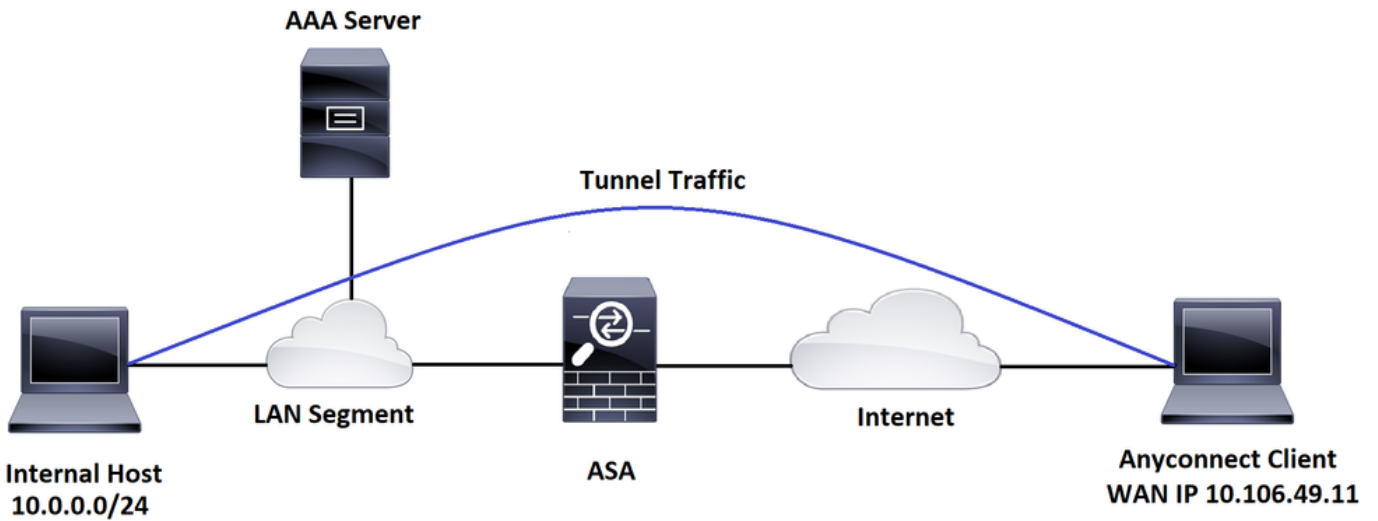 AAA Server
Tunnel Traffic
LAN Segment
Internet
ASA
Internal Host
10.0.0.0/24
Anyconnect Client
WAN IP 10.106.49.11